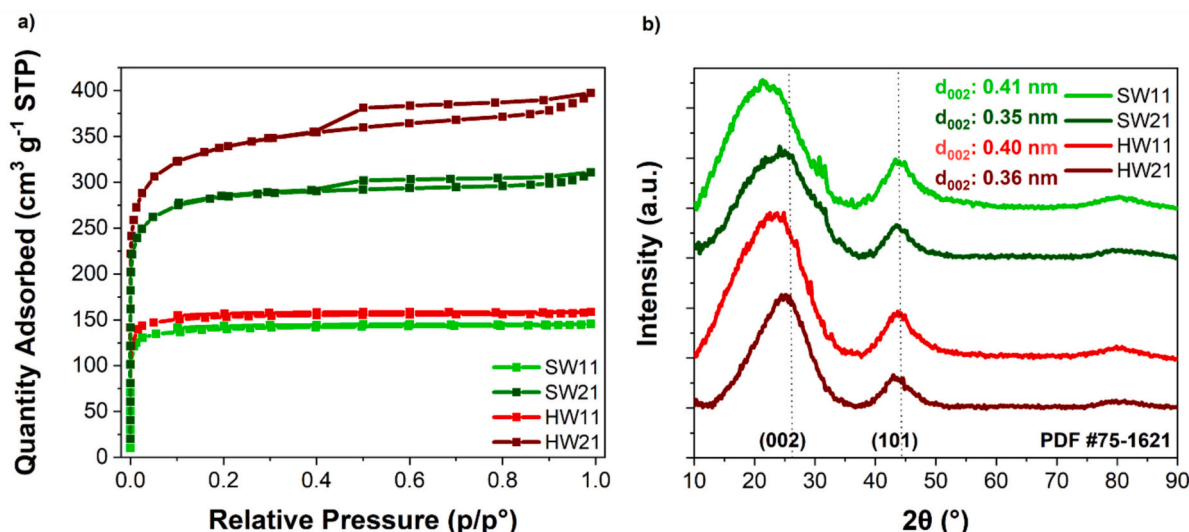 a)
Quantity Adsorbed (cm³ g⁻¹ STP)
400
350
300
250
200
150
100
50
0
0.0 0.2 0.4 0.6 0.8 1.0
Relative Pressure (p/p°)
SW11
SW21
HW11
HW21
b)
Intensity (a.u.)
d₀₀₂: 0.41 nm SW11
d₀₀₂: 0.35 nm SW21
d₀₀₂: 0.40 nm HW11
d₀₀₂: 0.36 nm HW21
(002) (101) PDF #75-1621
10 20 30 40 50 60 70 80 90
2θ (°)